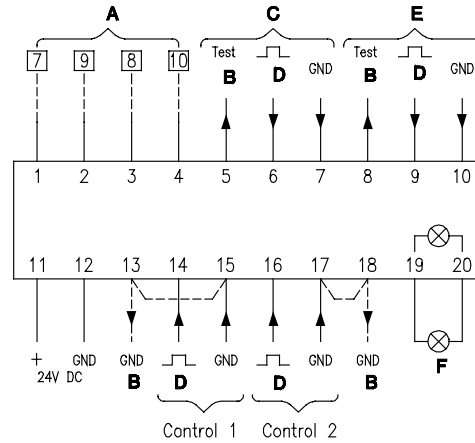 A C E
7 9 8 10 Test GND Test GND
B D B D
1 2 3 4 5 6 7 8 9 10
11 12 13 14 15 16 17 18 19 20
+ GND GND GND GND GND
24V DC B D D B F
Control 1 Control 2